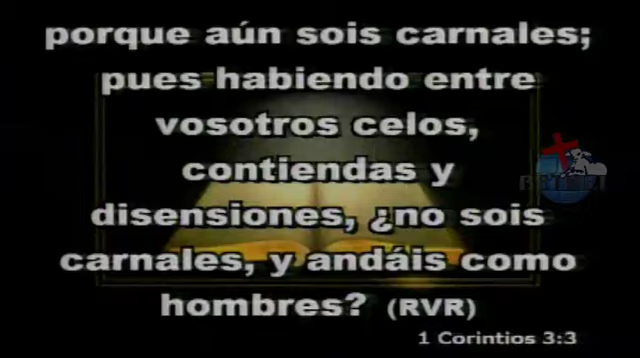 porque aún sois carnales;
pues habiendo entre
vosotros celos,
contiendas y
disensiones, ¿no sois
carnales, y andáis como
hombres? (RVR)
1 Corintios 3:3